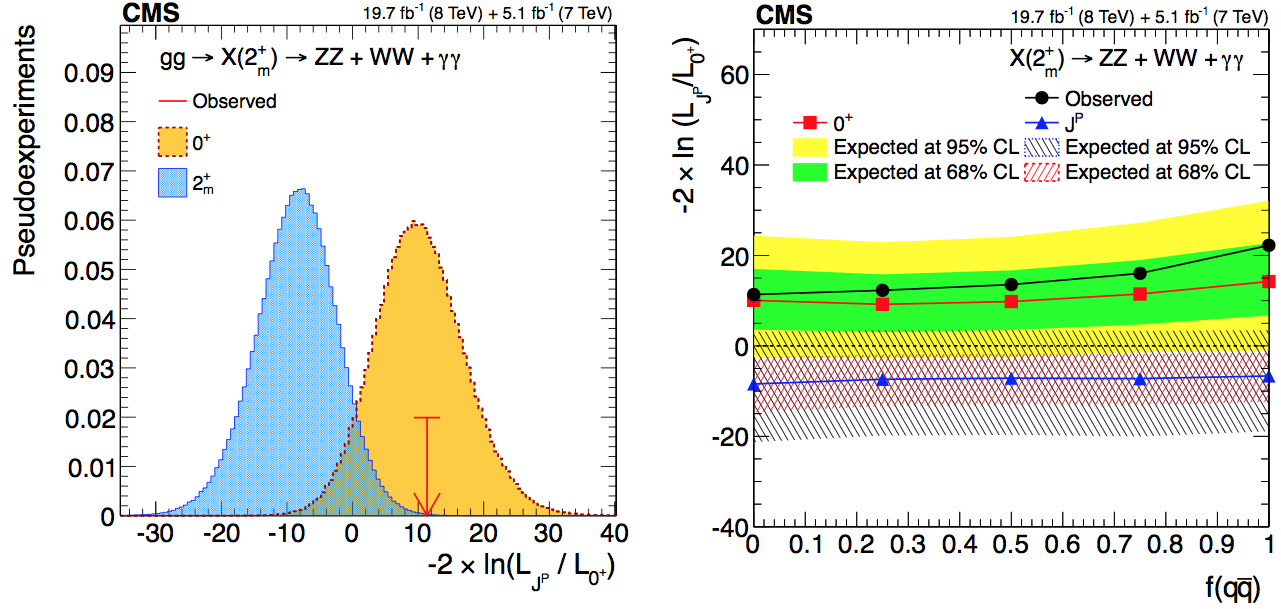 CMS 19.7 fb⁻¹ (8 TeV) + 5.1 fb⁻¹ (7 TeV)
gg → X(2⁺ₘ) → ZZ + WW + γγ
Observed
0⁺
2⁺ₘ
Pseudoexperiments
0.09
0.08
0.07
0.06
0.05
0.04
0.03
0.02
0.01
0
-30 -20 -10 0 10 20 30 40
-2 × ln(L_Jᴾ / L_0⁺)
CMS 19.7 fb⁻¹ (8 TeV) + 5.1 fb⁻¹ (7 TeV)
X(2⁺ₘ) → ZZ + WW + γγ
Observed
0⁺ Jᴾ
Expected at 95% CL Expected at 95% CL
Expected at 68% CL Expected at 68% CL
-2 × ln (L_Jᴾ/L_0⁺)
60
40
20
0
-20
-40
0 0.1 0.2 0.3 0.4 0.5 0.6 0.7 0.8 0.9 1
f(qq̅)